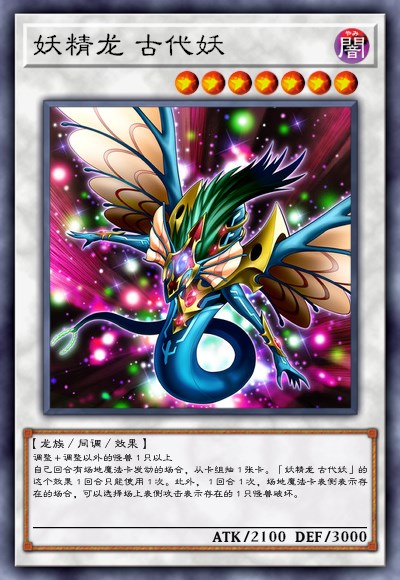 妖精龙 古代妖
やみ
闇
【龙族／同调／效果】
调整＋调整以外的怪兽1只以上
自己回合有场地魔法卡发动的场合，从卡组抽1张卡。「妖精龙 古代妖」的
这个效果1回合只能使用1次。此外，1回合1次，场地魔法卡表侧表示存
在的场合，可以选择场上表侧攻击表示存在的1只怪兽破坏。
ATK/2100 DEF/3000